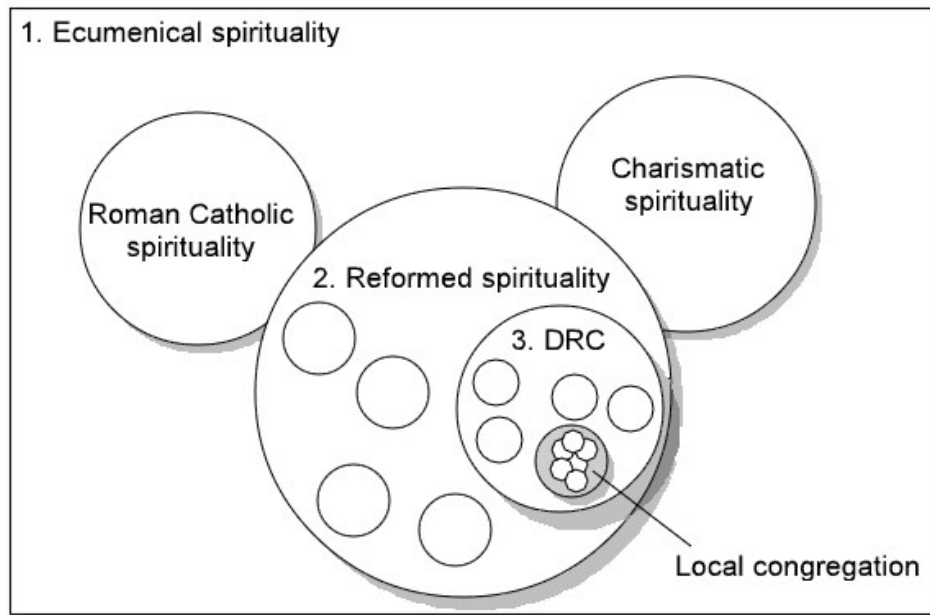 1. Ecumenical spirituality
Charismatic
spirituality
Roman Catholic
spirituality
2. Reformed spirituality
3. DRC
Local congregation